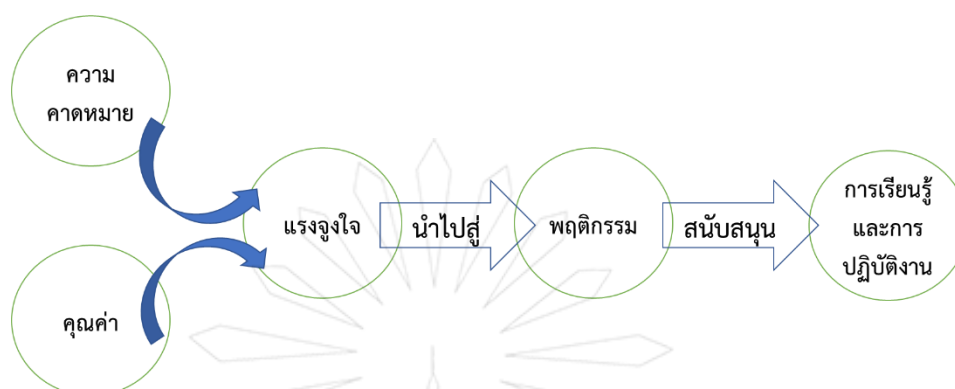 ความ
คาดหมาย
คุณค่า
แรงจูงใจ
นำไปสู่
พฤติกรรม
สนับสนุน
การเรียนรู้
และการ
ปฏิบัติงาน